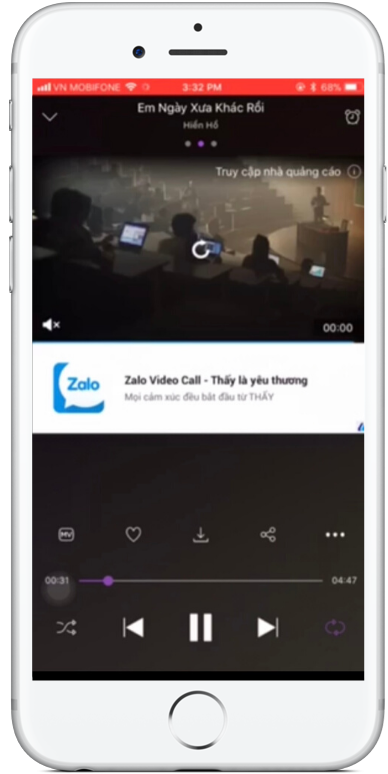 VN MOBIFONE
3:32 PM
68%
Em Ngày Xưa Khác Rồi
Hiền Hồ
Truy cập nhà quảng cáo
00:00
Zalo
Zalo Video Call - Thấy là yêu thương
Mọi cảm xúc đều bắt đầu từ THẤY
MV
00:31
04:47